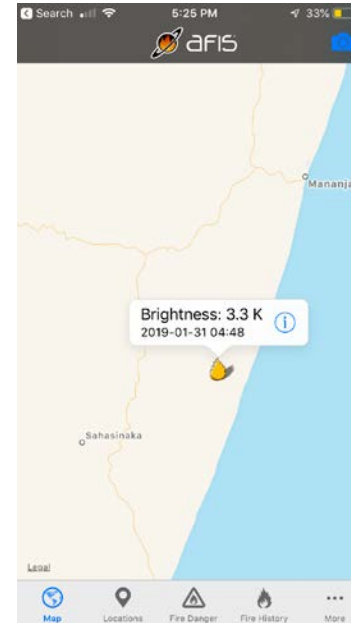 Search 5:25 PM 33%
AFIS
Mananja
Brightness: 3.3 K
2019-01-31 04:48
Sahasinaka
Legal
Map Locations Fire Danger Fire History More